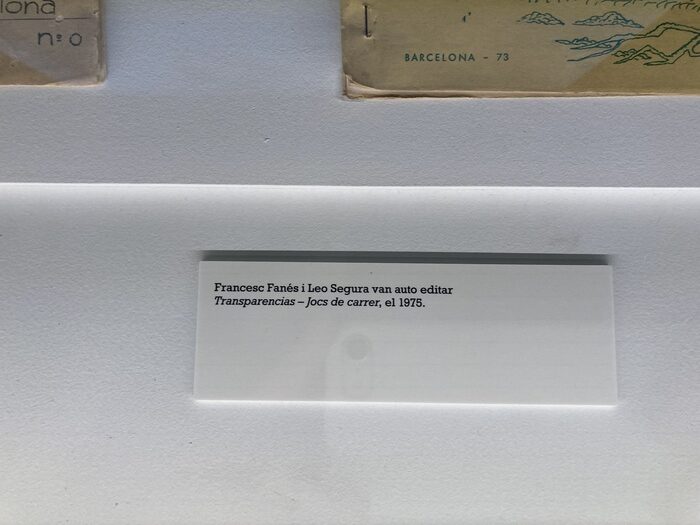 lona
nº 0
BARCELONA – 73
Francesc Fanés i Leo Segura van auto editar
Transparencias – Jocs de carrer, el 1975.